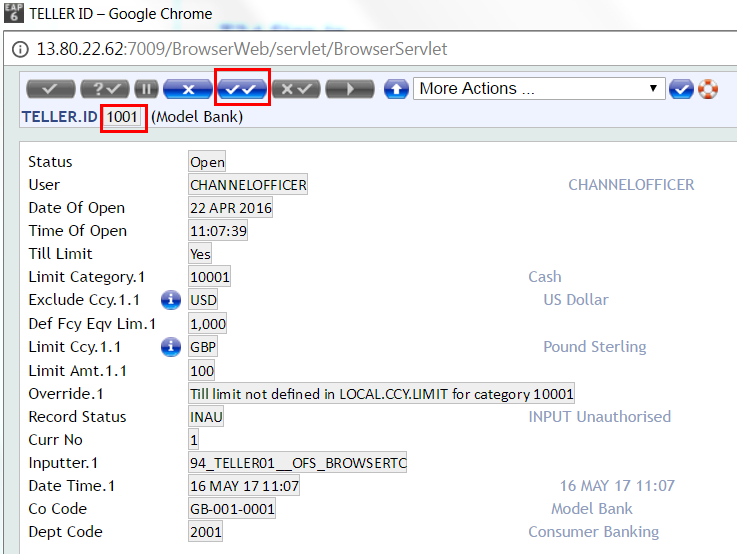 EAP 6 TELLER ID – Google Chrome
13.80.22.62:7009/BrowserWeb/servlet/BrowserServlet
? More Actions ...
TELLER.ID 1001 (Model Bank)
Status Open
User CHANNELOFFICER CHANNELOFFICER
Date Of Open 22 APR 2016
Time Of Open 11:07:39
Till Limit Yes
Limit Category.1 10001 Cash
Exclude Ccy.1.1 i USD US Dollar
Def Fcy Eqv Lim.1 1,000
Limit Ccy.1.1 i GBP Pound Sterling
Limit Amt.1.1 100
Override.1 Till limit not defined in LOCAL.CCY.LIMIT for category 10001
Record Status INAU INPUT Unauthorised
Curr No 1
Inputter.1 94_TELLER01__OFS_BROWSERTC
Date Time.1 16 MAY 17 11:07 16 MAY 17 11:07
Co Code GB-001-0001 Model Bank
Dept Code 2001 Consumer Banking